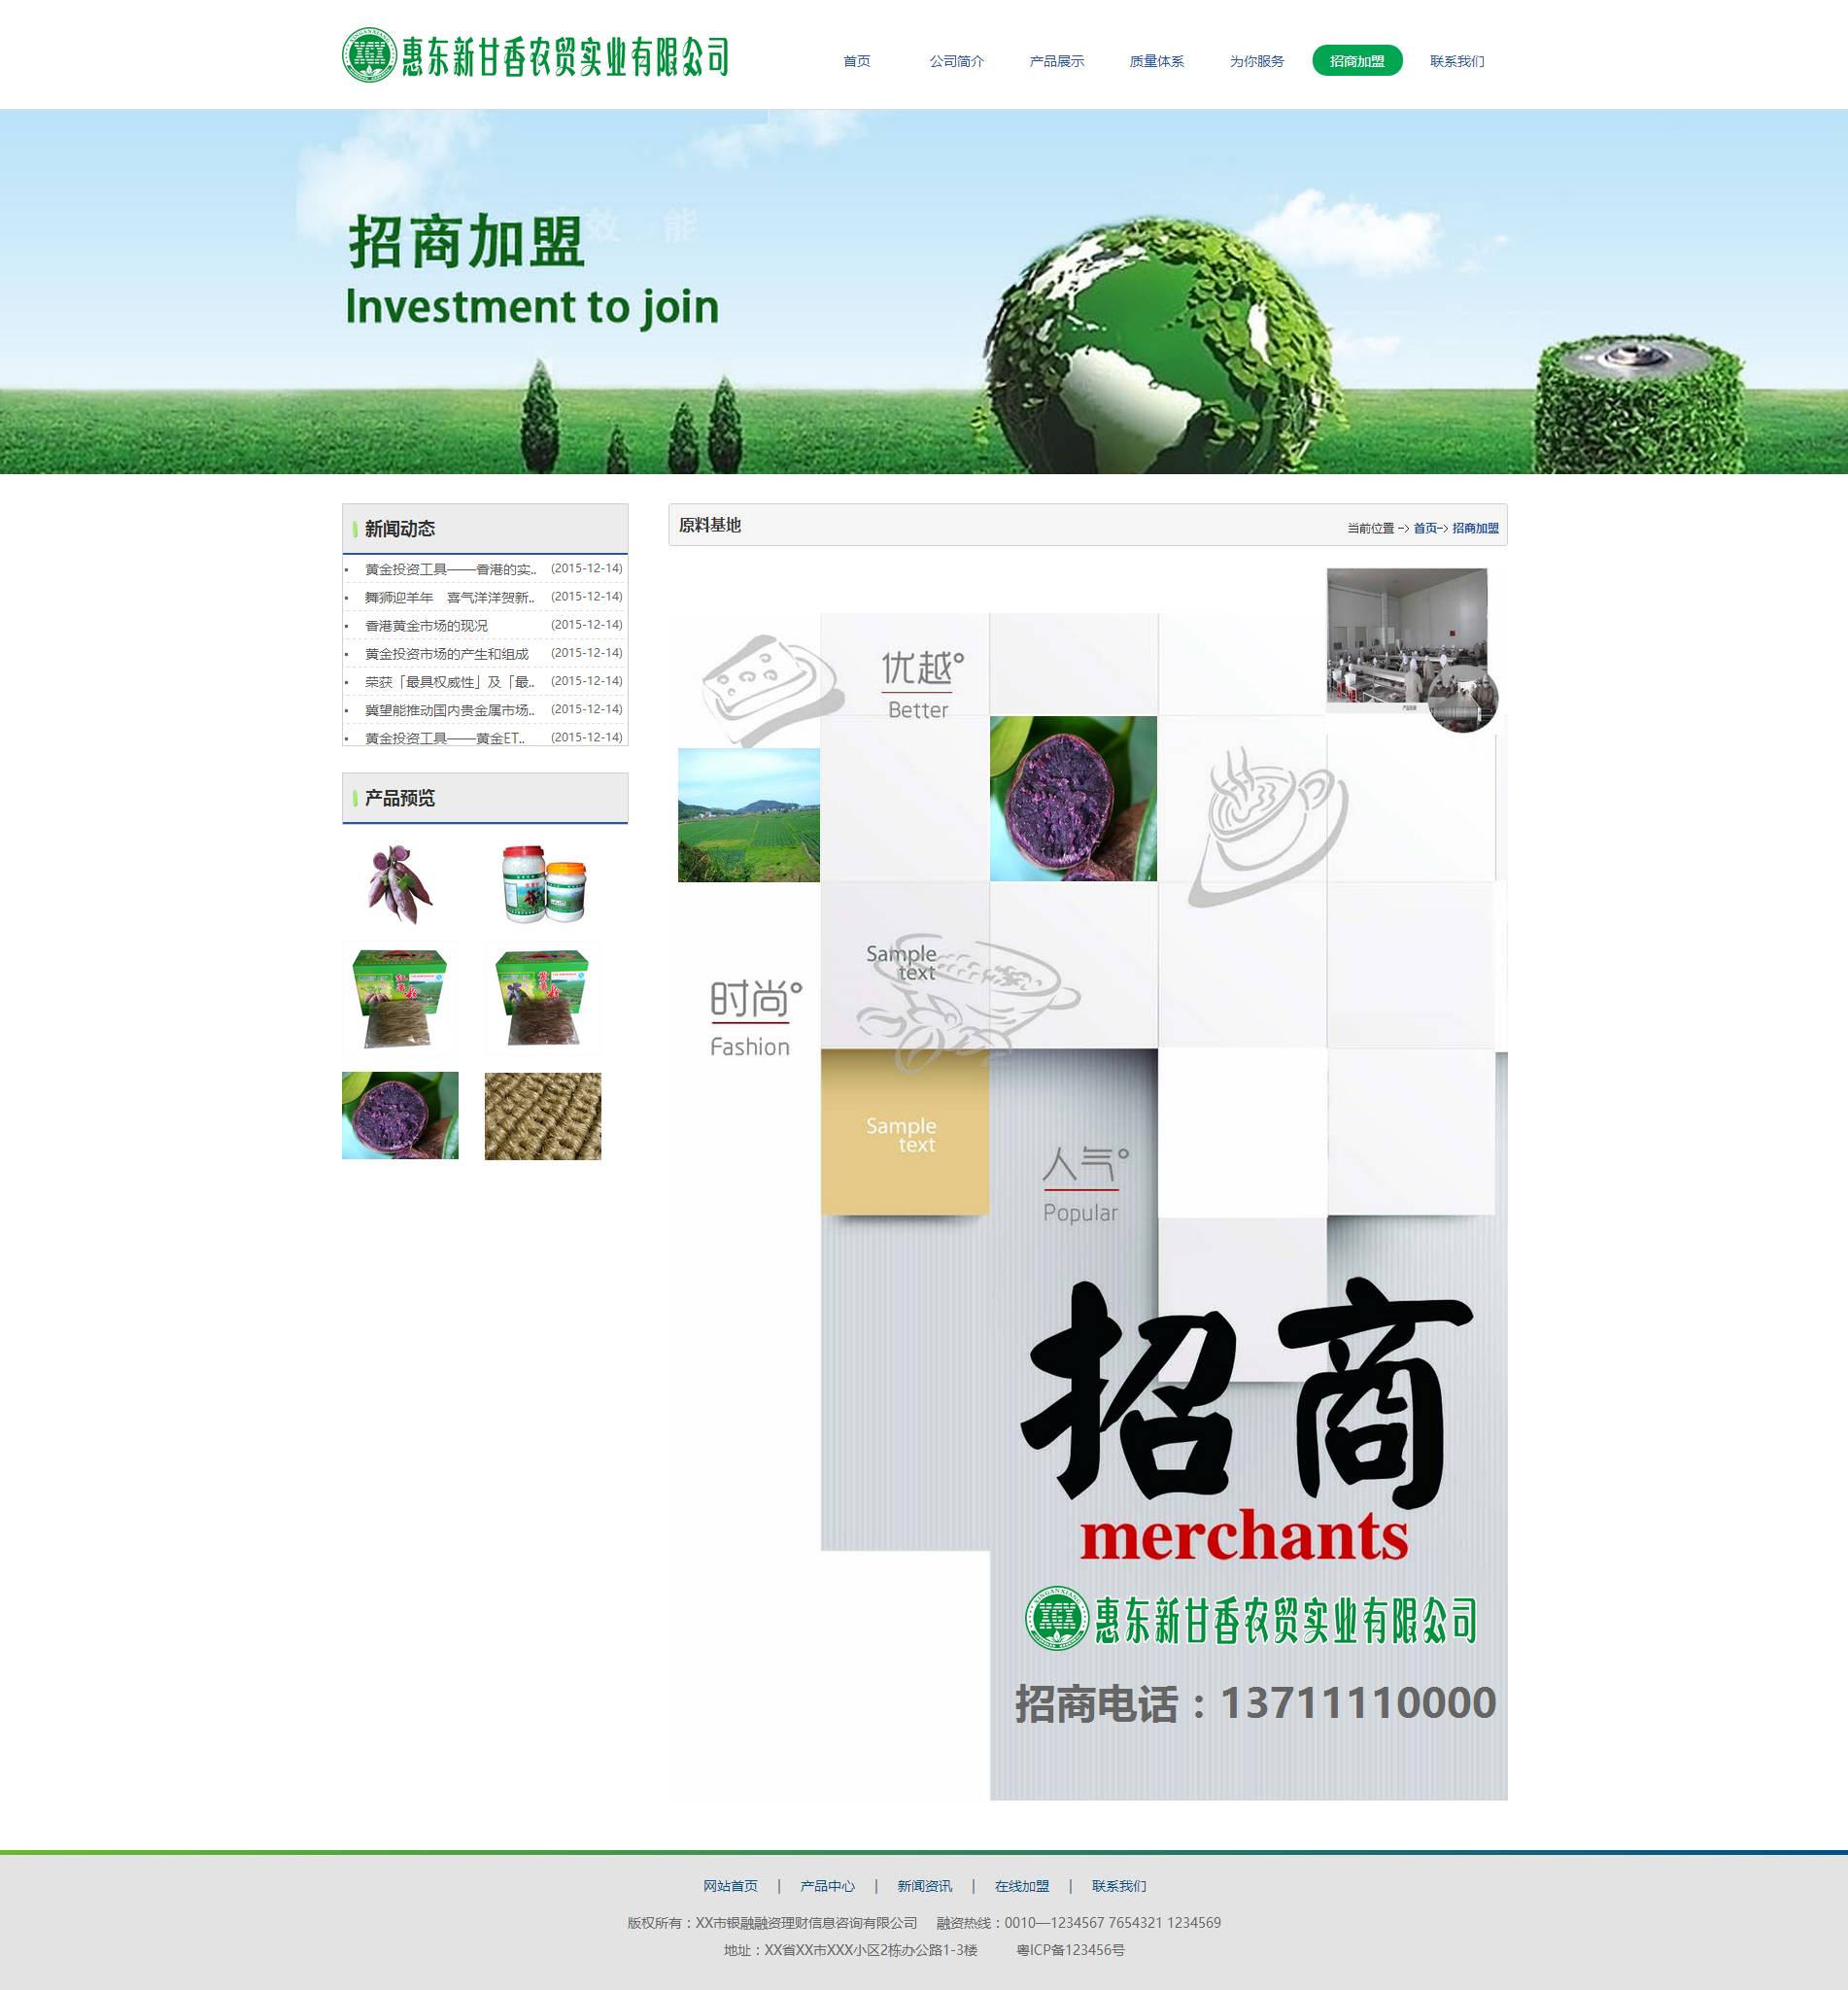 惠东新甘香农贸实业有限公司
首页 公司简介 产品展示 质量体系 为你服务 招商加盟 联系我们
招商加盟
效 能
Investment to join
新闻动态
黄金投资工具——香港的实.. (2015-12-14)
舞狮迎羊年 喜气洋洋贺新.. (2015-12-14)
香港黄金市场的现况 (2015-12-14)
黄金投资市场的产生和组成 (2015-12-14)
荣获「最具权威性」及「最.. (2015-12-14)
冀望能推动国内贵金属市场.. (2015-12-14)
黄金投资工具——黄金ET.. (2015-12-14)
产品预览
原料基地
当前位置 -> 首页-> 招商加盟
优越
Better
Sample
text
时尚
Fashion
Sample
text
人气
Popular
招商
merchants
惠东新甘香农贸实业有限公司
招商电话：13711110000
网站首页 | 产品中心 | 新闻资讯 | 在线加盟 | 联系我们
版权所有：XX市银融融资理财信息咨询有限公司 融资热线：0010—1234567 7654321 1234569
地址：XX省XX市XXX小区2栋办公路1-3楼 粤ICP备123456号